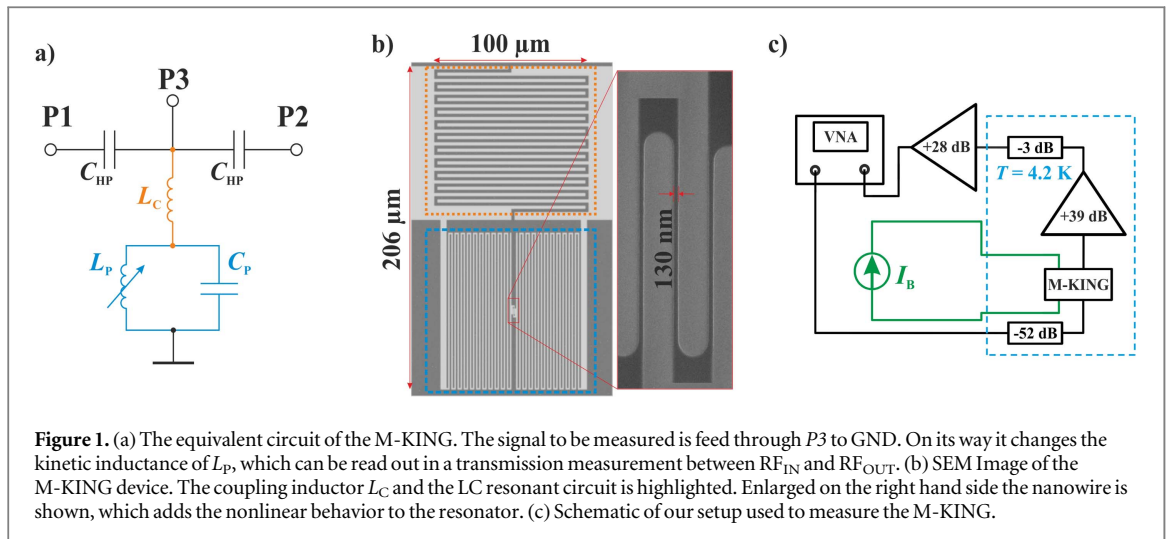 a)
P3
P1
P2
C_HP
C_HP
L_C
L_P
C_P
b)
100 µm
206 µm
130 nm
c)
VNA
+28 dB
-3 dB
T = 4.2 K
+39 dB
I_B
M-KING
-52 dB
Figure 1. (a) The equivalent circuit of the M-KING. The signal to be measured is feed through P3 to GND. On its way it changes the
kinetic inductance of L_P, which can be read out in a transmission measurement between RF_IN and RF_OUT. (b) SEM Image of the
M-KING device. The coupling inductor L_C and the LC resonant circuit is highlighted. Enlarged on the right hand side the nanowire is
shown, which adds the nonlinear behavior to the resonator. (c) Schematic of our setup used to measure the M-KING.